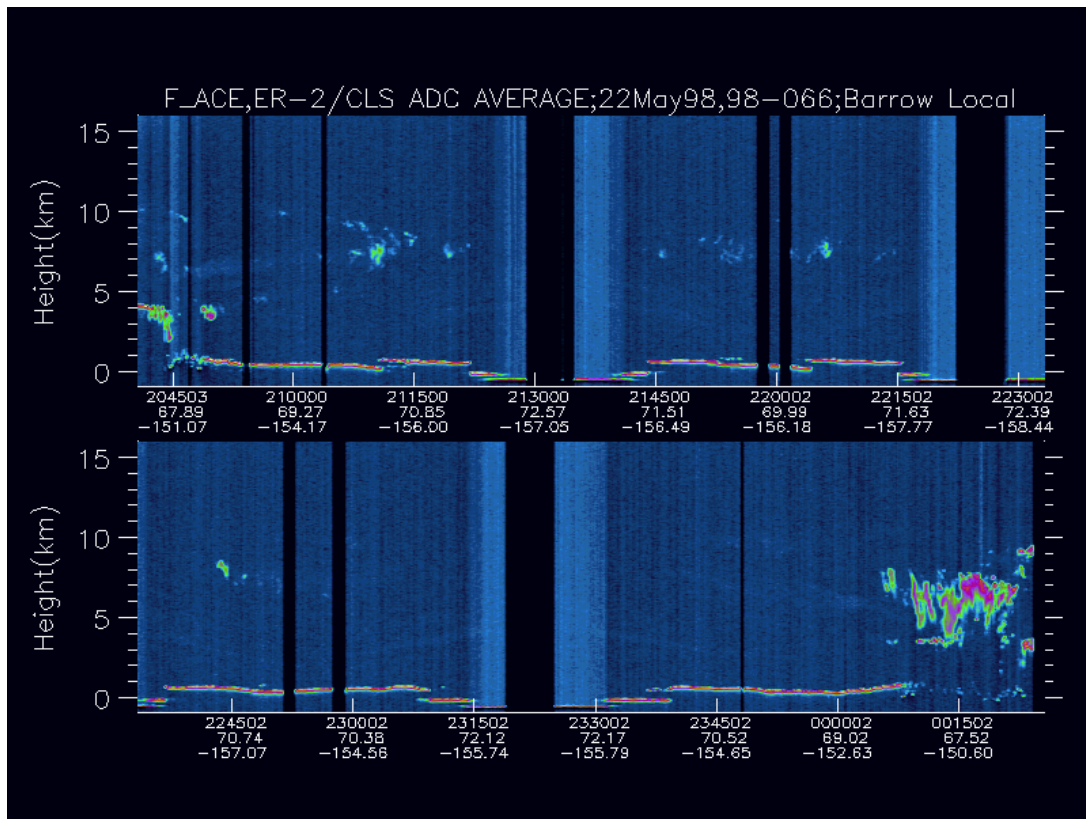 F_ACE,ER-2/CLS ADC AVERAGE;22May98,98-066;Barrow Local
Height(km)
15
10
5
0
204503 210000 211500 213000 214500 220000 221502 223002
67.89 69.27 70.85 72.57 71.51 69.99 71.63 72.39
-151.07 -154.17 -156.00 -157.05 -156.49 -156.18 -157.77 -158.44
Height(km)
15
10
5
0
224502 230002 231502 233002 234502 000002 001502
70.74 70.38 72.12 72.17 70.52 69.02 67.52
-157.07 -154.56 -155.74 -155.79 -154.65 -152.63 -150.60